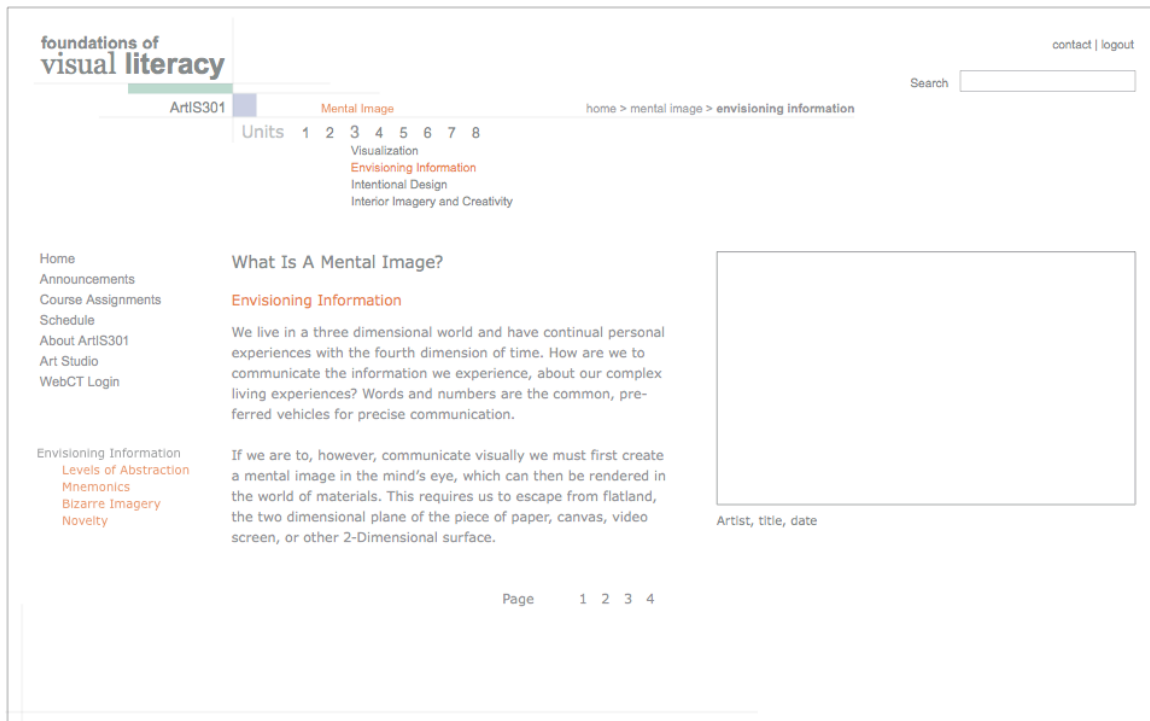 foundations of
visual literacy
contact | logout
Search
ArtIS301
Mental Image
home > mental image > envisioning information
Units 1 2 3 4 5 6 7 8
Visualization
Envisioning Information
Intentional Design
Interior Imagery and Creativity
Home
Announcements
Course Assignments
Schedule
About ArtIS301
Art Studio
WebCT Login
Envisioning Information
Levels of Abstraction
Mnemonics
Bizarre Imagery
Novelty
What Is A Mental Image?
Envisioning Information
We live in a three dimensional world and have continual personal
experiences with the fourth dimension of time. How are we to
communicate the information we experience, about our complex
living experiences? Words and numbers are the common, pre-
ferred vehicles for precise communication.
If we are to, however, communicate visually we must first create
a mental image in the mind's eye, which can then be rendered in
the world of materials. This requires us to escape from flatland,
the two dimensional plane of the piece of paper, canvas, video
screen, or other 2-Dimensional surface.
Artist, title, date
Page 1 2 3 4